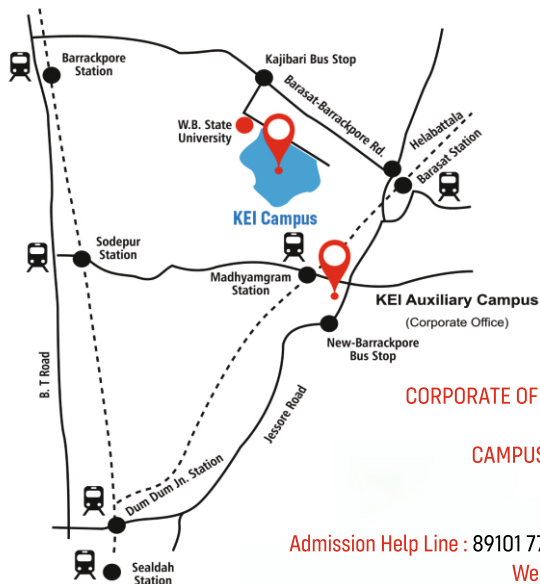 Barrackpore
Station
Kajibari Bus Stop
Barasat-Barrackpore Rd.
Helabattala
Barasat Station
W.B. State
University
KEI Campus
Sodepur
Station
Madhyamgram
Station
KEI Auxiliary Campus
(Corporate Office)
New-Barrackpore
Bus Stop
B. T Road
Jessore Road
CORPORATE OF
CAMPUS
Dum Dum Jn. Station
Admission Help Line : 89101 77
We
Sealdah
Station